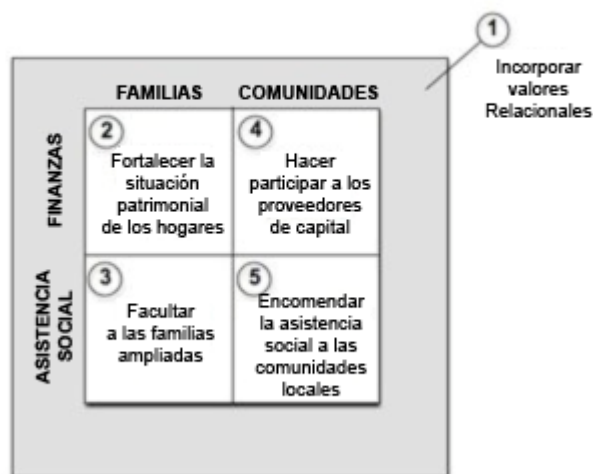 1
Incorporar
valores
Relacionales
FAMILIAS COMUNIDADES
FINANZAS
2
Fortalecer la
situación
patrimonial
de los hogares
4
Hacer
participar a los
proveedores
de capital
ASISTENCIA
SOCIAL
3
Facultar
a las familias
ampliadas
5
Encomendar
la asistencia
social a las
comunidades
locales